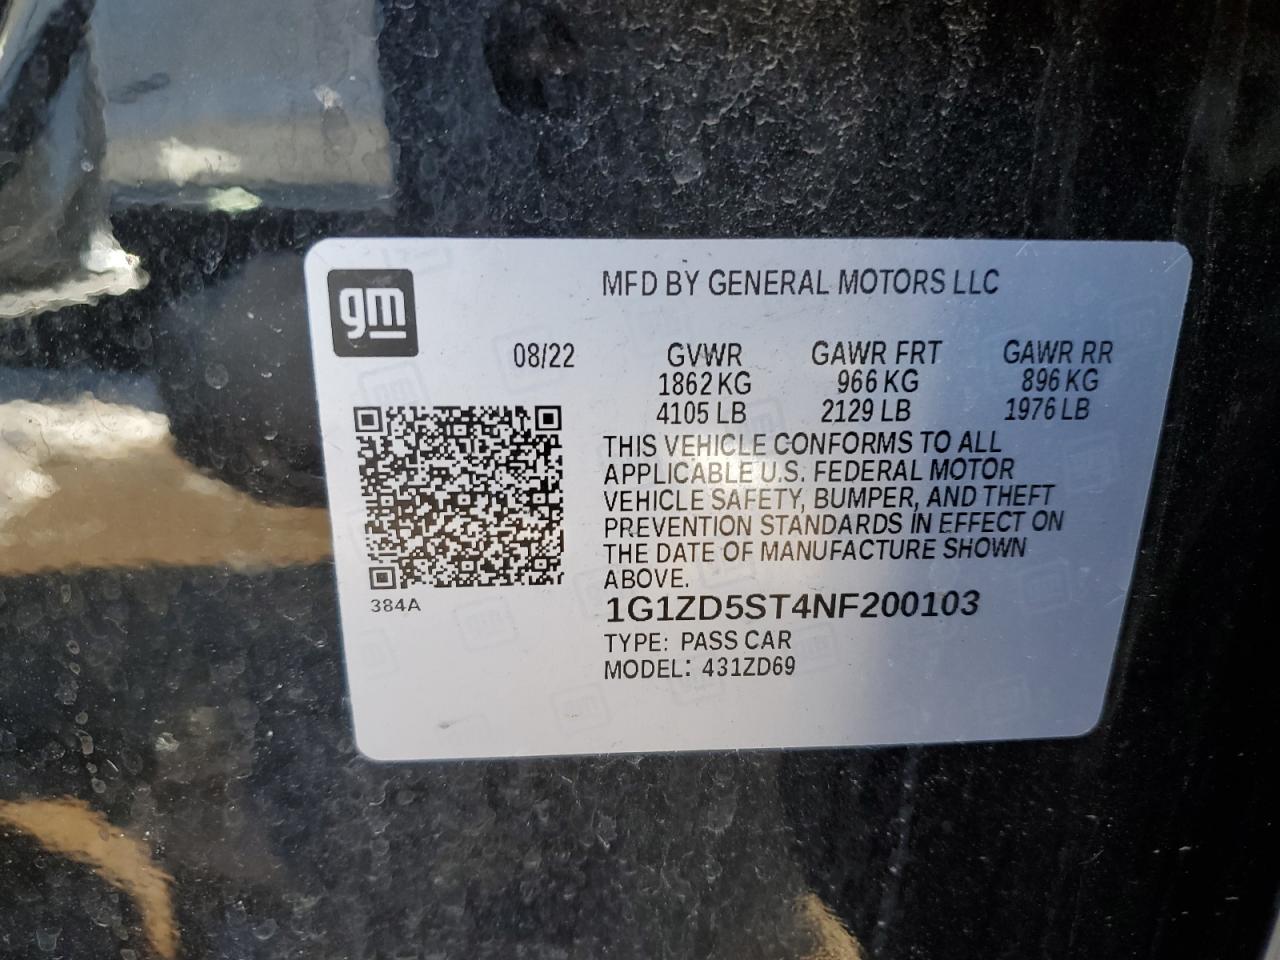 gm
MFD BY GENERAL MOTORS LLC
08/22 GVWR GAWR FRT GAWR RR
1862 KG 966 KG 896 KG
4105 LB 2129 LB 1976 LB
THIS VEHICLE CONFORMS TO ALL
APPLICABLE U.S. FEDERAL MOTOR
VEHICLE SAFETY, BUMPER, AND THEFT
PREVENTION STANDARDS IN EFFECT ON
THE DATE OF MANUFACTURE SHOWN
ABOVE.
384A
1G1ZD5ST4NF200103
TYPE: PASS CAR
MODEL: 431ZD69